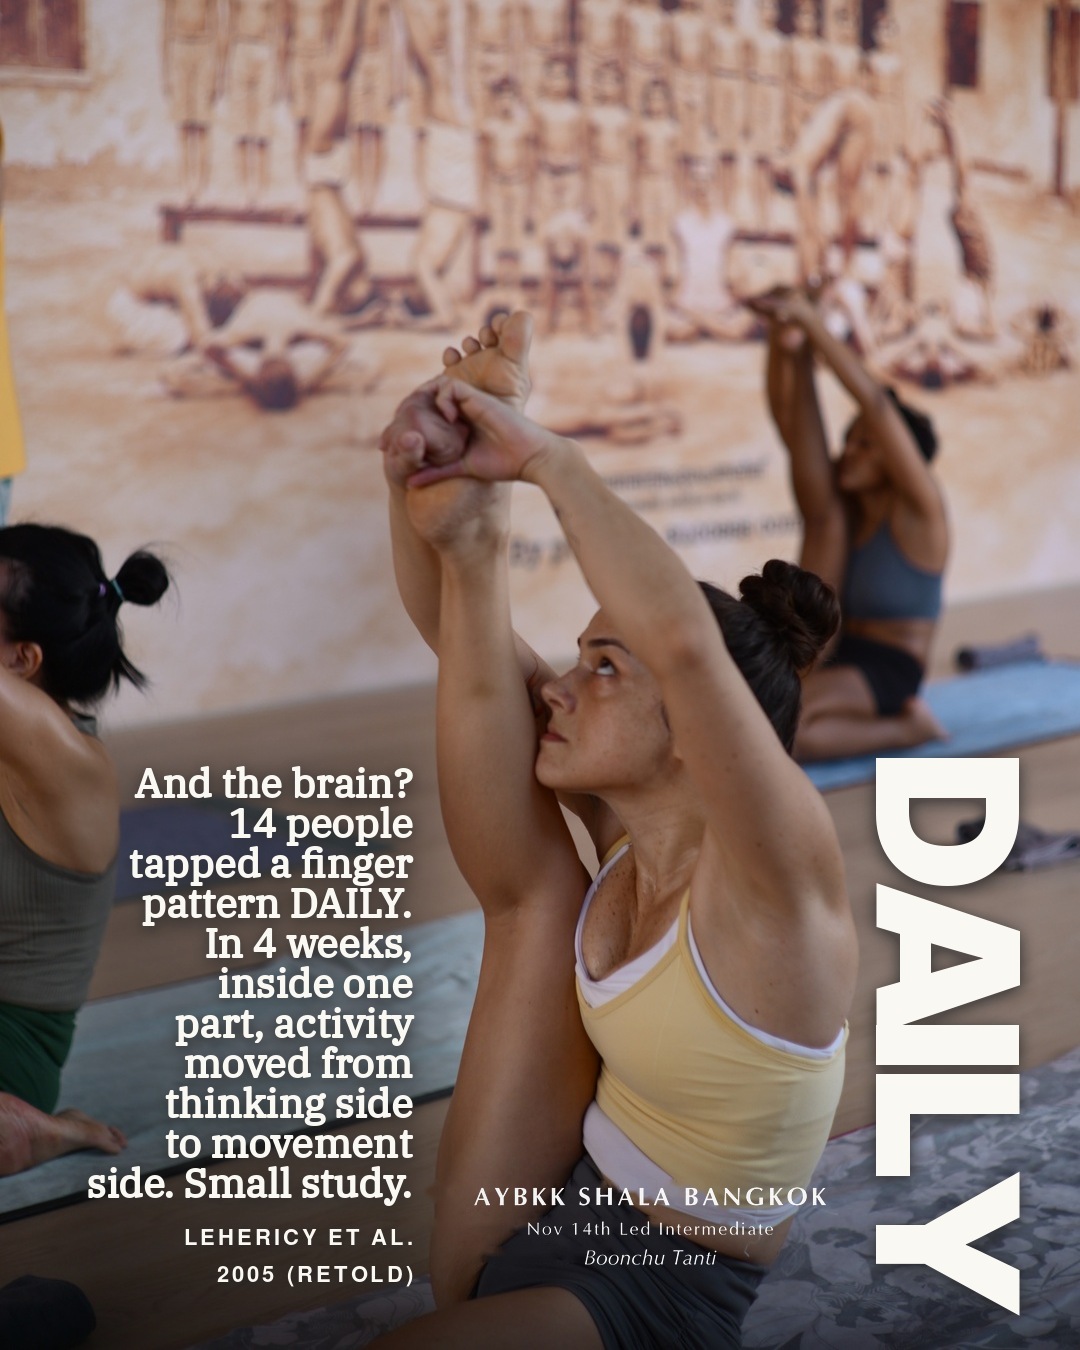 And the brain?
14 people
tapped a finger
pattern DAILY.
In 4 weeks,
inside one
part, activity
moved from
thinking side
to movement
side. Small study.
LEHERICY ET AL.
2005 (RETOLD)
AYBKK SHALA BANGKOK
Nov 14th Led Intermediate
Boonchu Tanti
DAILY